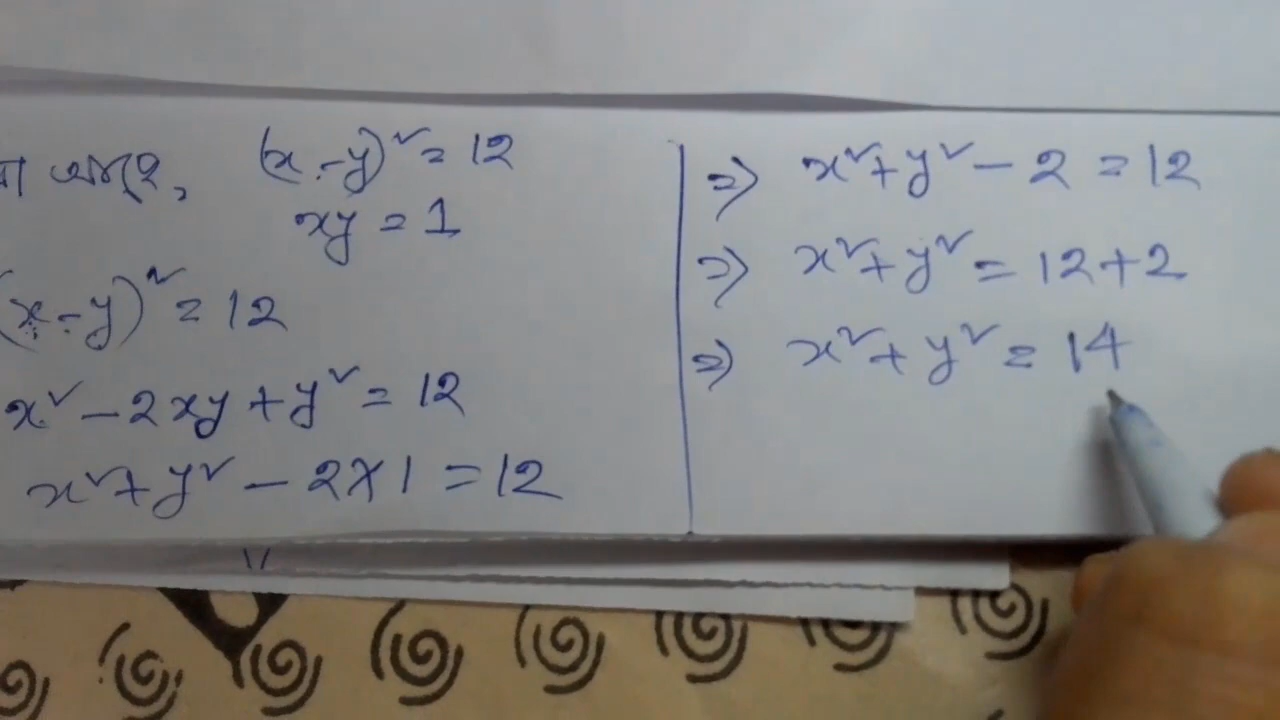 আছে, (x - y)² = 12
xy = 1
(x - y)² = 12
x² - 2xy + y² = 12
x² + y² - 2 × 1 = 12
⇒ x² + y² - 2 = 12
⇒ x² + y² = 12 + 2
⇒ x² + y² = 14